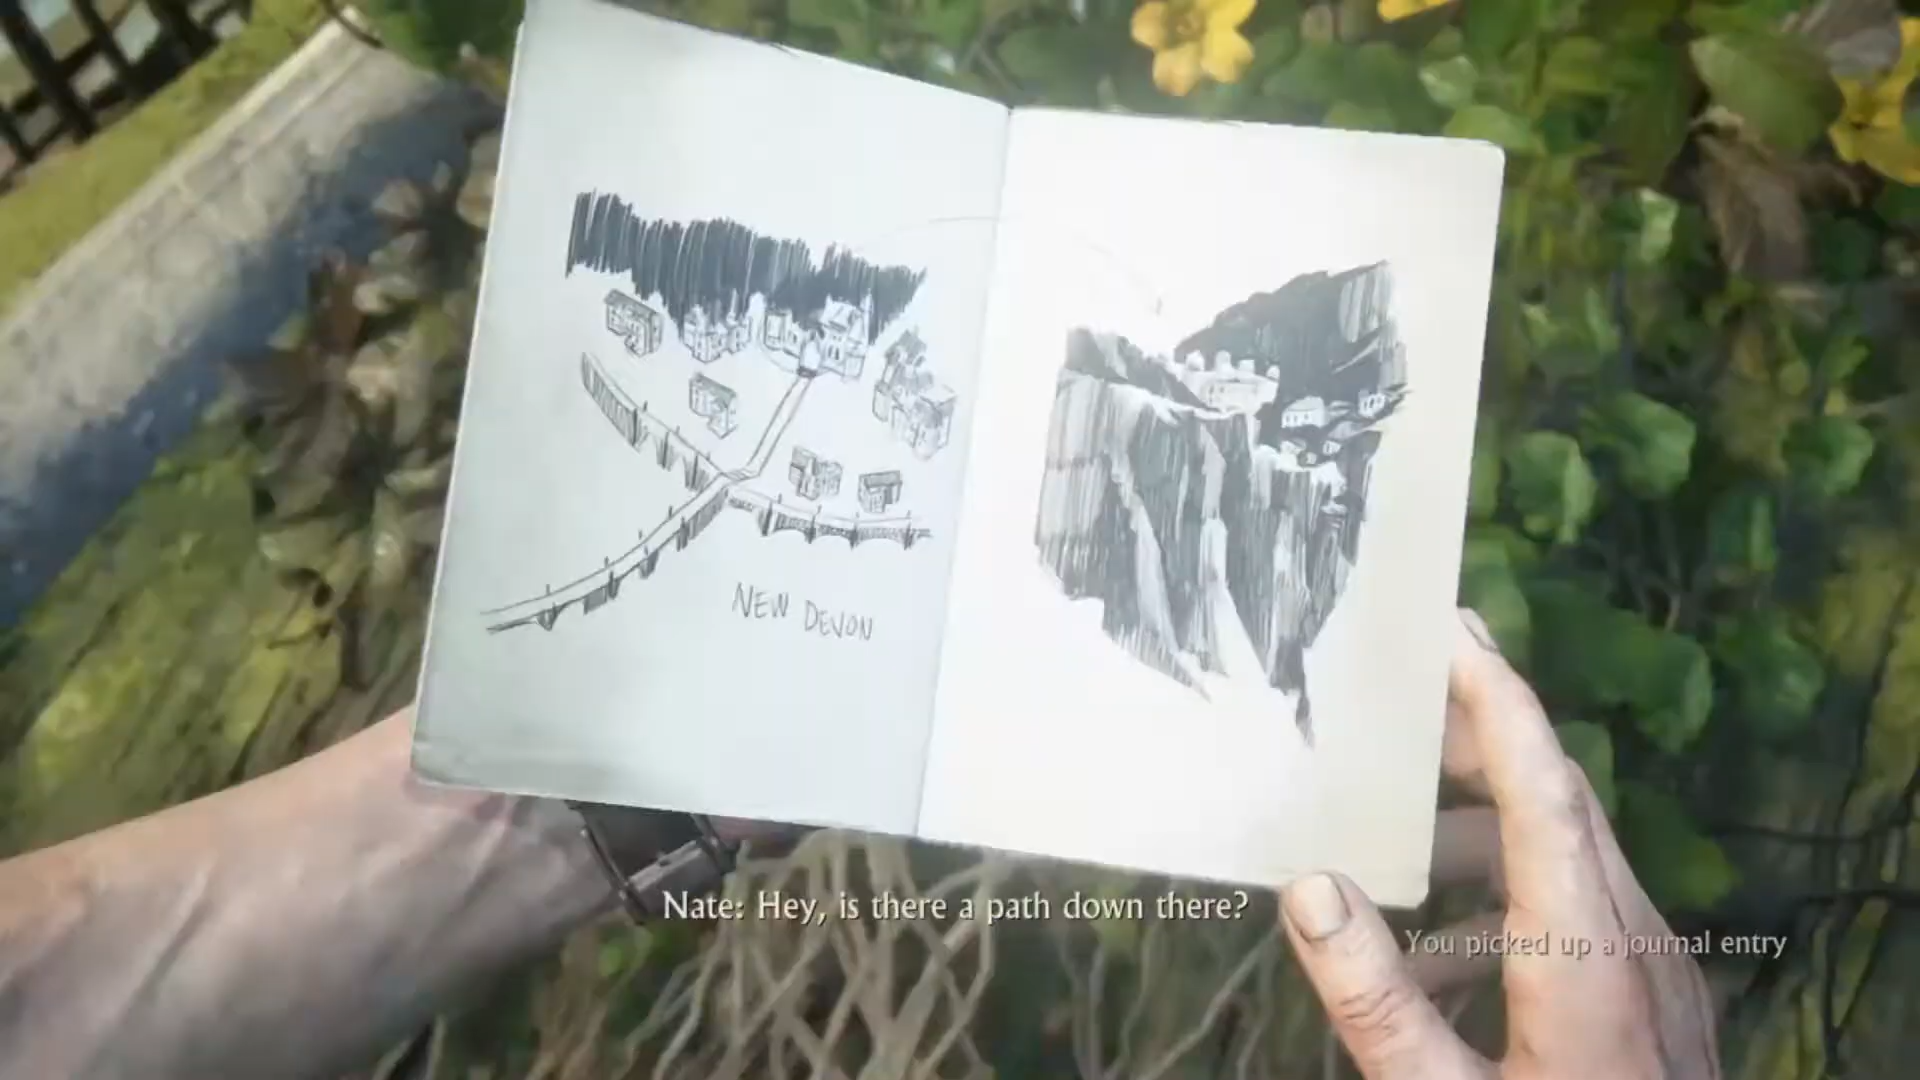 NEW DEVON
Nate: Hey, is there a path down there?
You picked up a journal entry